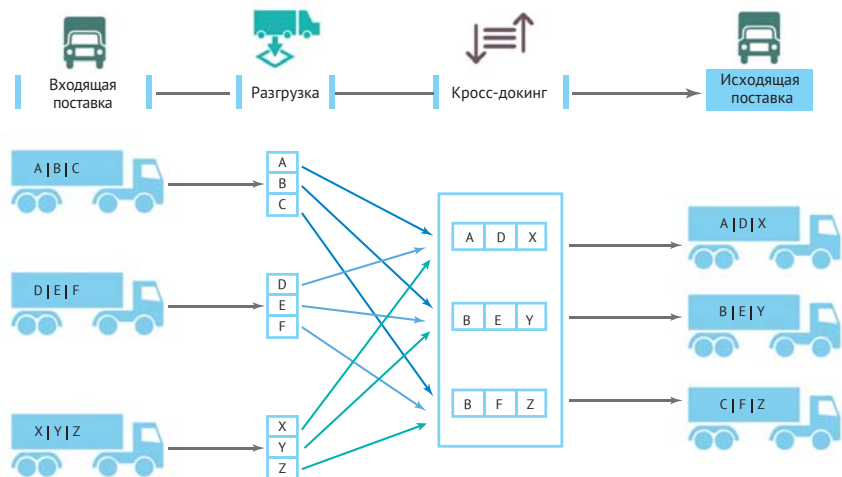 Входящая
поставка
Разгрузка
Кросс-докинг
Исходящая
поставка
A|B|C
A
B
C
D|E|F
D
E
F
X|Y|Z
X
Y
Z
A D X
B E Y
B F Z
A|D|X
B|E|Y
C|F|Z